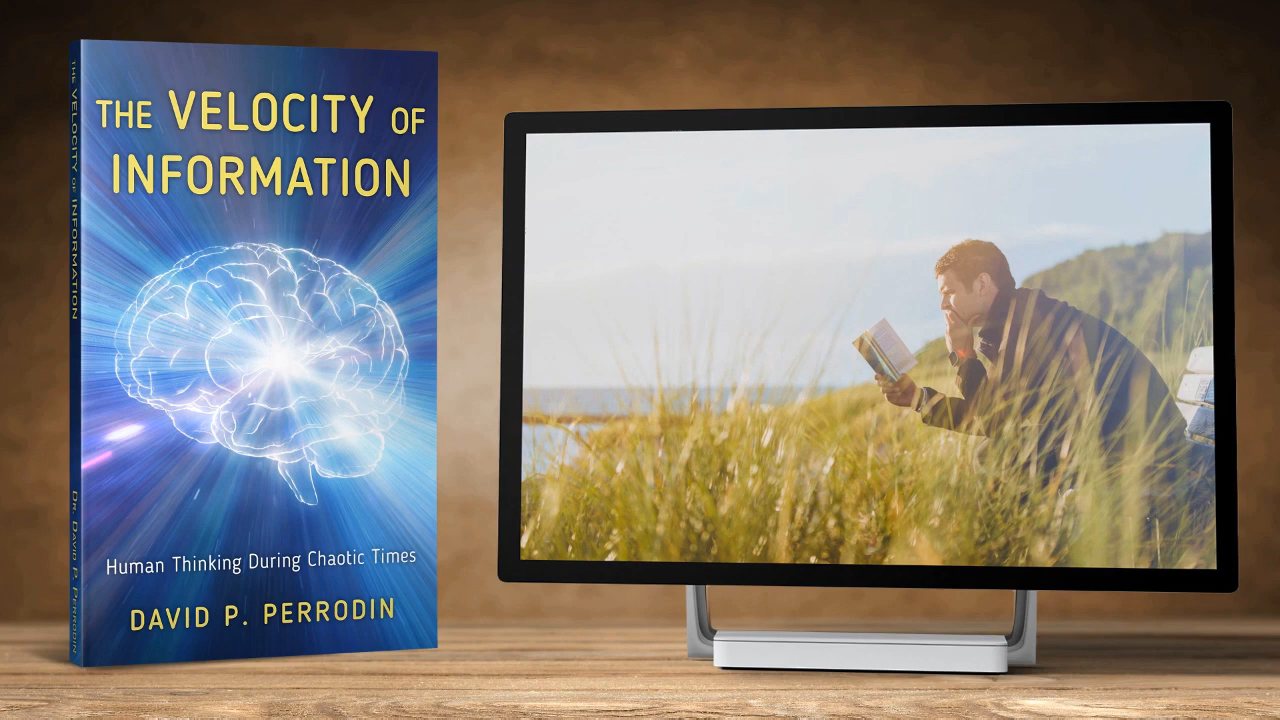 THE VELOCITY OF INFORMATION
DR. DAVID P. PERRODIN
THE VELOCITY OF
INFORMATION
Human Thinking During Chaotic Times
DAVID P. PERRODIN